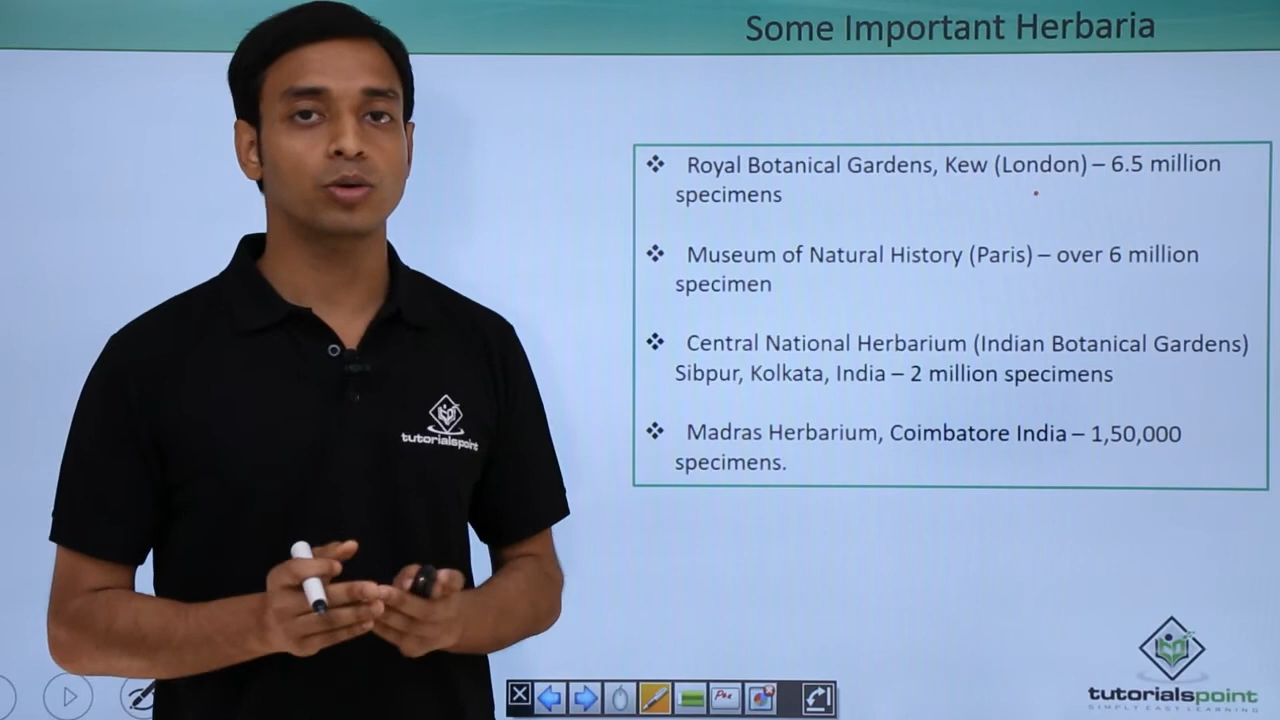 Some Important Herbaria
❖ Royal Botanical Gardens, Kew (London) – 6.5 million
specimens
❖ Museum of Natural History (Paris) – over 6 million
specimen
❖ Central National Herbarium (Indian Botanical Gardens)
Sibpur, Kolkata, India – 2 million specimens
❖ Madras Herbarium, Coimbatore India – 1,50,000
specimens.
tutorialspoint
Pen
tutorialspoint
SIMPLY EASY LEARNING